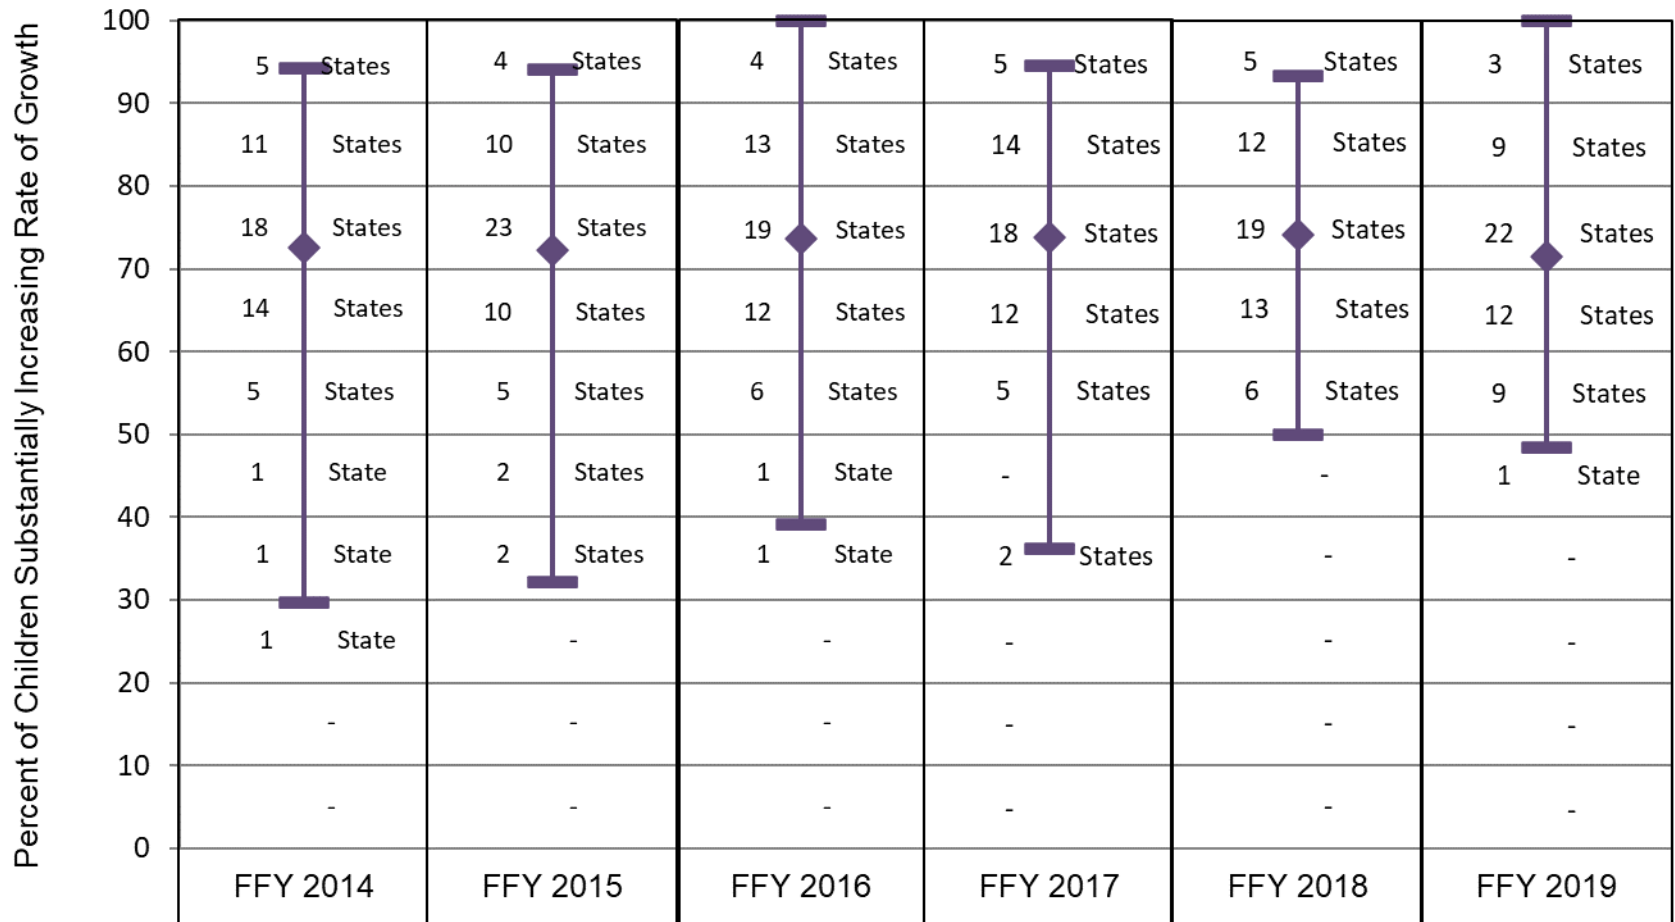 Percent of Children Substantially Increasing Rate of Growth
100
5 States 4 States 4 States 5 States 5 States 3 States
90
11 States 10 States 13 States 14 States 12 States 9 States
80
18 States 23 States 19 States 18 States 19 States 22 States
70
14 States 10 States 12 States 12 States 13 States 12 States
60
5 States 5 States 6 States 5 States 6 States 9 States
50
1 State 2 States 1 State - - 1 State
40
1 State 2 States 1 State 2 States - -
30
1 State - - - - -
20
- - - - - -
10
- - - - - -
0
FFY 2014 FFY 2015 FFY 2016 FFY 2017 FFY 2018 FFY 2019